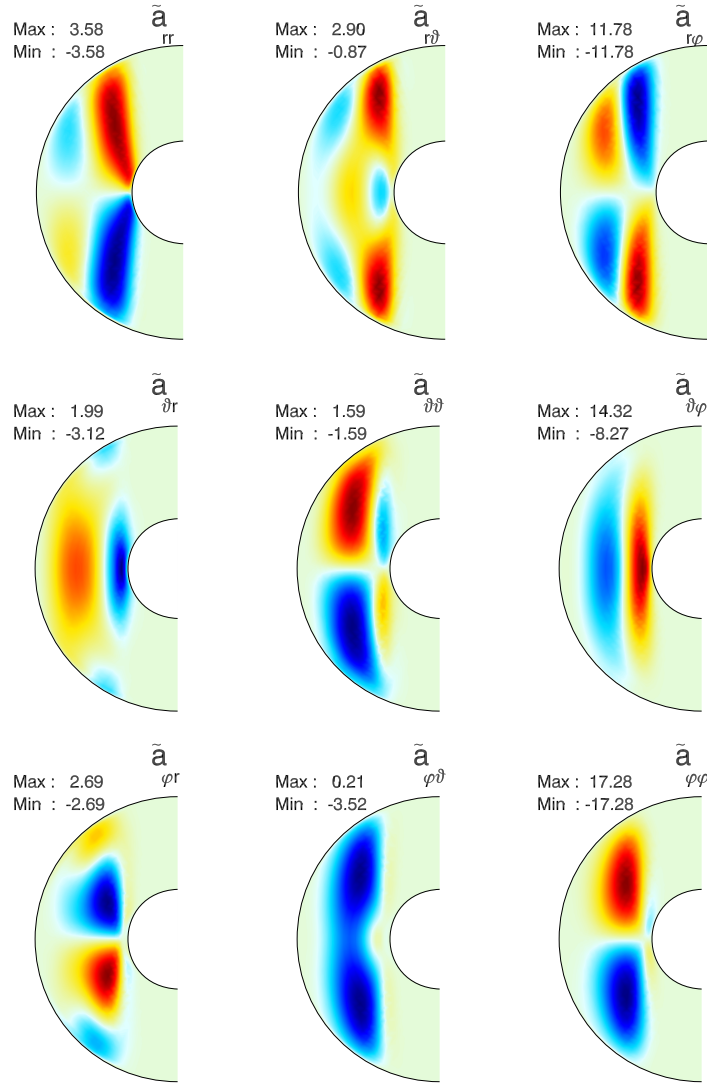 ã rr
Max : 3.58
Min : -3.58
ã rϑ
Max : 2.90
Min : -0.87
ã rφ
Max : 11.78
Min : -11.78
ã ϑr
Max : 1.99
Min : -3.12
ã ϑϑ
Max : 1.59
Min : -1.59
ã ϑφ
Max : 14.32
Min : -8.27
ã φr
Max : 2.69
Min : -2.69
ã φϑ
Max : 0.21
Min : -3.52
ã φφ
Max : 17.28
Min : -17.28